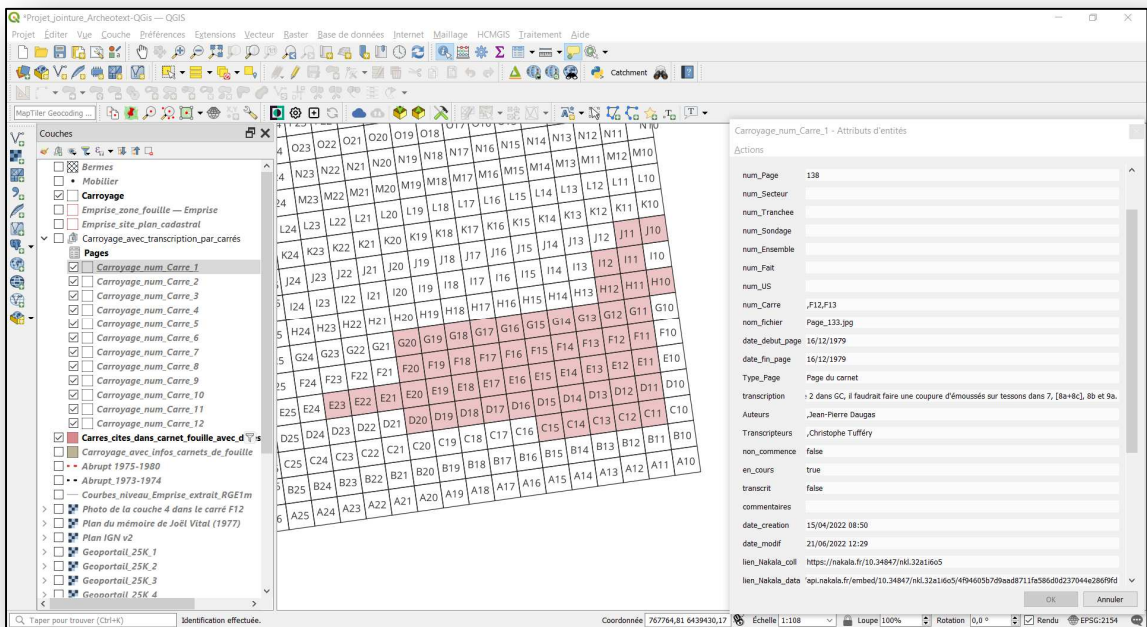 *Projet_jointure_Archeotext-QGis — QGIS
Projet Éditer Vue Couche Préférences Extensions Vecteur Raster Base de données Internet Maillage HCMGIS Traitement Aide
Catchment
MapTiler Geocoding ...
Couches
Bermes
Mobilier
Carroyage
Emprise_zone_fouille — Emprise
Emprise_site_plan_cadastral
Carroyage_avec_transcription_par_carrés
Pages
Carroyage_num_Carre_1
Carroyage_num_Carre_2
Carroyage_num_Carre_3
Carroyage_num_Carre_4
Carroyage_num_Carre_5
Carroyage_num_Carre_6
Carroyage_num_Carre_7
Carroyage_num_Carre_8
Carroyage_num_Carre_9
Carroyage_num_Carre_10
Carroyage_num_Carre_11
Carroyage_num_Carre_12
Carres_cites_dans_carnet_fouille_avec_d
Carroyage_avec_infos_carnets_de_fouille
Abrupt 1975-1980
Abrupt_1973-1974
Courbes_niveau_Emprise_extrait_RGE1m
Photo de la couche 4 dans le carré F12
Plan du mémoire de Joël Vital (1977)
Plan IGN v2
Geoportail_25K_1
Geoportail_25K_2
Geoportail_25K_3
Geoportail_25K_4
O23 O22 O21 O20 O19 O18 N10
N23 N22 N21 N20 N19 N18 N17 N16 N15 N14 N13 N12 N11
M23 M22 M21 M20 M19 M18 M17 M16 M15 M14 M13 M11 M12 M10
L24 L23 L22 L21 L20 L19 L18 L17 L16 L15 L14 L13 L12 L11 L10
K24 K23 K22 K21 K20 K19 K18 K17 K16 K15 K14 K13 K12 K11 K10
J24 J23 J22 J21 J20 J19 J18 J17 J16 J15 J14 J13 J12 J11 J10
I24 I23 I22 I21 I20 I19 I18 I17 I16 I15 I14 I13 I12 I11 I10
H24 H23 H22 H21 H20 H19 H18 H17 H16 H15 H14 H13 H12 H11 H10
G24 G23 G22 G21 G20 G19 G18 G17 G16 G15 G14 G13 G12 G11 G10
F24 F23 F22 F21 F20 F19 F18 F17 F16 F15 F14 F13 F12 F11 F10
E25 E24 E23 E22 E21 E20 E19 E18 E17 E16 E15 E14 E13 E12 E11 E10
D25 D24 D23 D22 D21 D20 D19 D18 D17 D16 D15 D14 D13 D12 D11 D10
C25 C24 C23 C22 C21 C20 C19 C18 C17 C16 C15 C14 C13 C12 C11 C10
B25 B24 B23 B22 B21 B20 B19 B18 B17 B16 B15 B14 B13 B12 B11 B10
A25 A24 A23 A22 A21 A20 A19 A18 A17 A16 A15 A14 A13 A12 A11 A10
Carroyage_num_Carre_1 - Attributs d'entités
Actions
num_Page 138
num_Secteur
num_Tranchee
num_Sondage
num_Ensemble
num_Fait
num_US
num_Carre ,F12,F13
nom_fichier Page_133.jpg
date_debut_page 16/12/1979
date_fin_page 16/12/1979
Type_Page Page du carnet
transcription 2 dans GC, il faudrait faire une coupure d'émoussés sur tessons dans 7, [8a+8c], 8b et 9a.
Auteurs ,Jean-Pierre Daugas
Transcripteurs ,Christophe Tufféry
non_commence false
en_cours true
transcrit false
commentaires
date_creation 15/04/2022 08:50
date_modif 21/06/2022 12:29
lien_Nakala_coll https://nakala.fr/10.34847/nkl.32a1i6o5
lien_Nakala_data 'api.nakala.fr/embed/10.34847/nkl.32a1i6o5/4f94605b7d9aad8711fa586d0d237044e286f9fd
OK Annuler
Taper pour trouver (Ctrl+K) Identification effectuée. Coordonnée 767764,81 6439430,17 Échelle 1:108 Loupe 100% Rotation 0,0 ° Rendu EPSG:2154